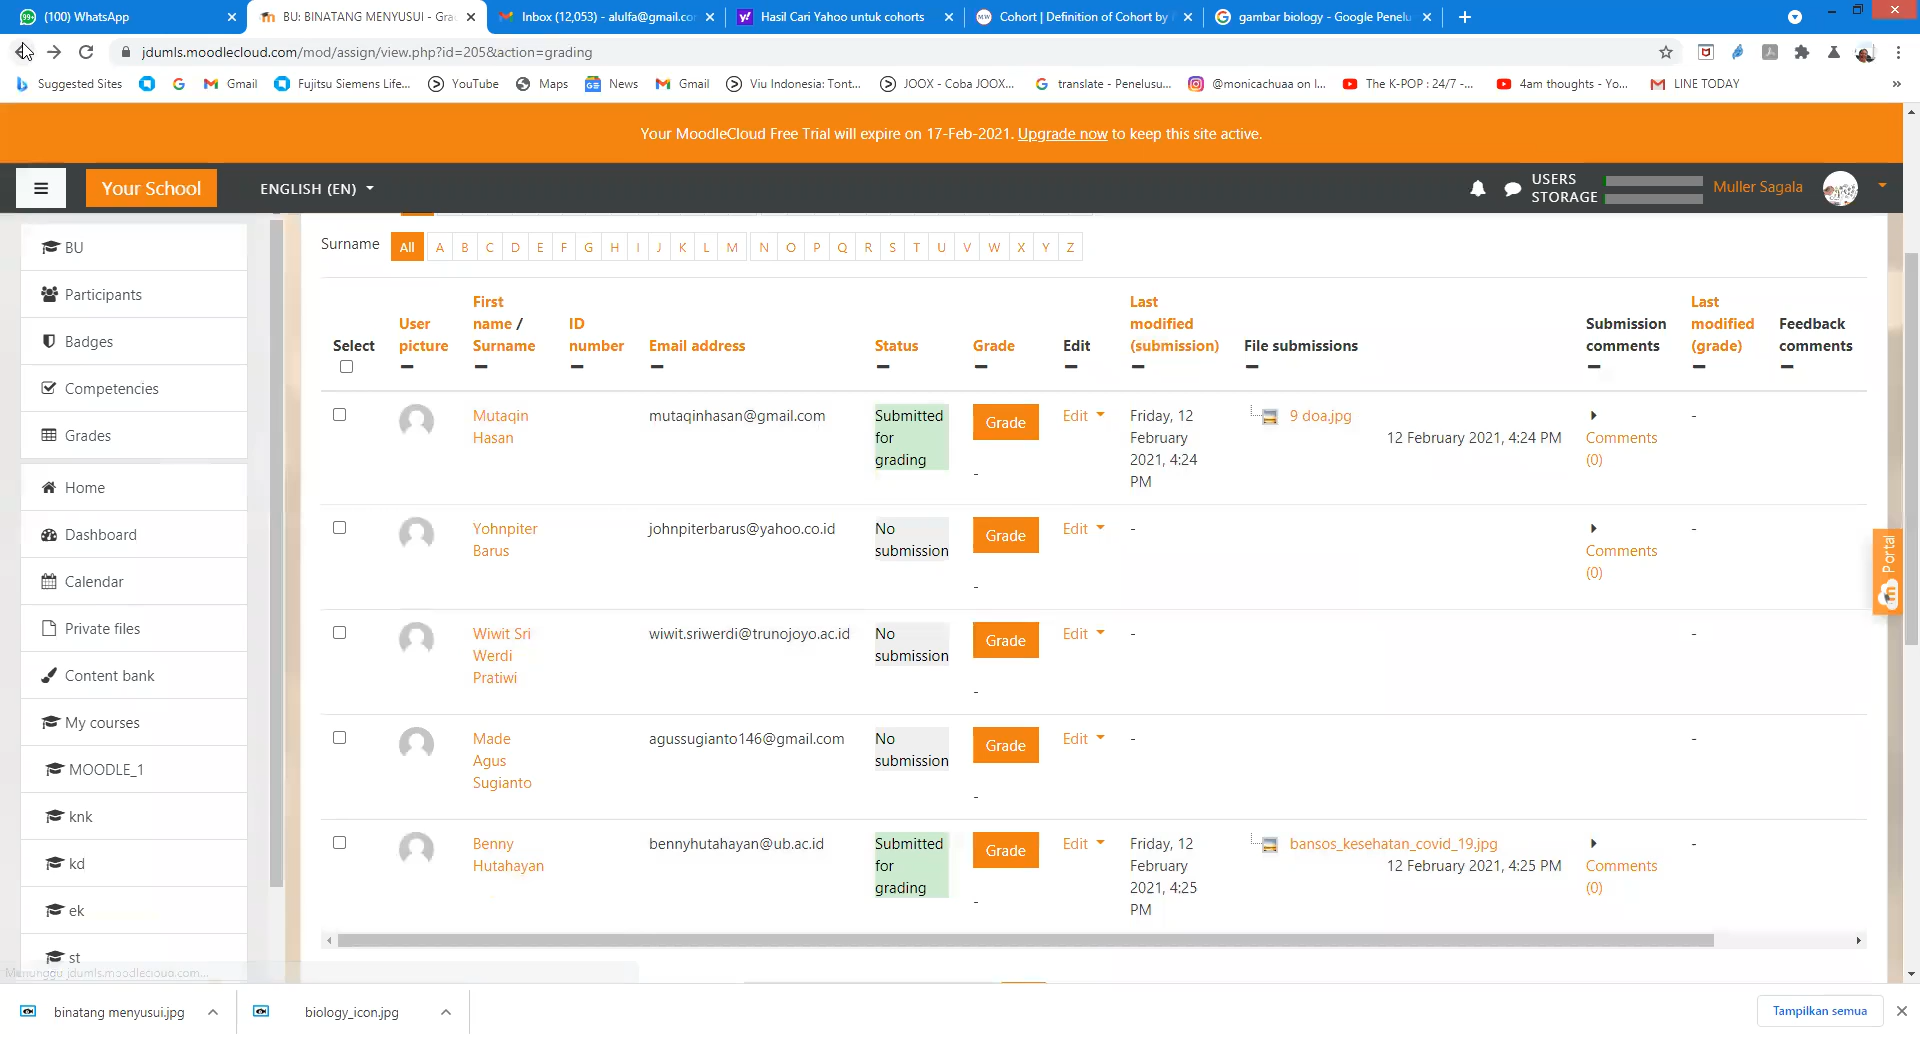 (100) WhatsApp
BU: BINATANG MENYUSUI - Gra
Inbox (12,053) - alulfa@gmail.co
Hasil Cari Yahoo untuk cohorts
Cohort | Definition of Cohort by
gambar biology - Google Penelu
jdumls.moodlecloud.com/mod/assign/view.php?id=205&action=grading
Suggested Sites
Gmail
Fujitsu Siemens Life...
YouTube
Maps
News
Gmail
Viu Indonesia: Tont...
JOOX - Coba JOOX...
translate - Penelusu...
@monicachuaa on I...
The K-POP : 24/7 -...
4am thoughts - Yo...
LINE TODAY
»
Your MoodleCloud Free Trial will expire on 17-Feb-2021. Upgrade now to keep this site active.
Your School
ENGLISH (EN)
USERS
STORAGE
Muller Sagala
BU
Participants
Badges
Competencies
Grades
Home
Dashboard
Calendar
Private files
Content bank
My courses
MOODLE_1
knk
kd
ek
st
Menunggu jdumls.moodlecloud.com...
Surname All A B C D E F G H I J K L M N O P Q R S T U V W X Y Z
Select
User
picture
First
name /
Surname
ID
number
Email address
Status
Grade
Edit
Last
modified
(submission)
File submissions
Submission
comments
Last
modified
(grade)
Feedback
comments
Mutaqin
Hasan
mutaqinhasan@gmail.com
Submitted
for
grading
Grade
-
Edit
Friday, 12
February
2021, 4:24
PM
9 doa.jpg
12 February 2021, 4:24 PM
Comments
(0)
-
Yohnpiter
Barus
johnpiterbarus@yahoo.co.id
No
submission
Grade
-
Edit
-
Comments
(0)
-
Wiwit Sri
Werdi
Pratiwi
wiwit.sriwerdi@trunojoyo.ac.id
No
submission
Grade
-
Edit
-
-
Made
Agus
Sugianto
agussugianto146@gmail.com
No
submission
Grade
-
Edit
-
-
Benny
Hutahayan
bennyhutahayan@ub.ac.id
Submitted
for
grading
Grade
-
Edit
Friday, 12
February
2021, 4:25
PM
bansos_kesehatan_covid_19.jpg
12 February 2021, 4:25 PM
Comments
(0)
-
Portal
binatang menyusui.jpg
biology_icon.jpg
Tampilkan semua